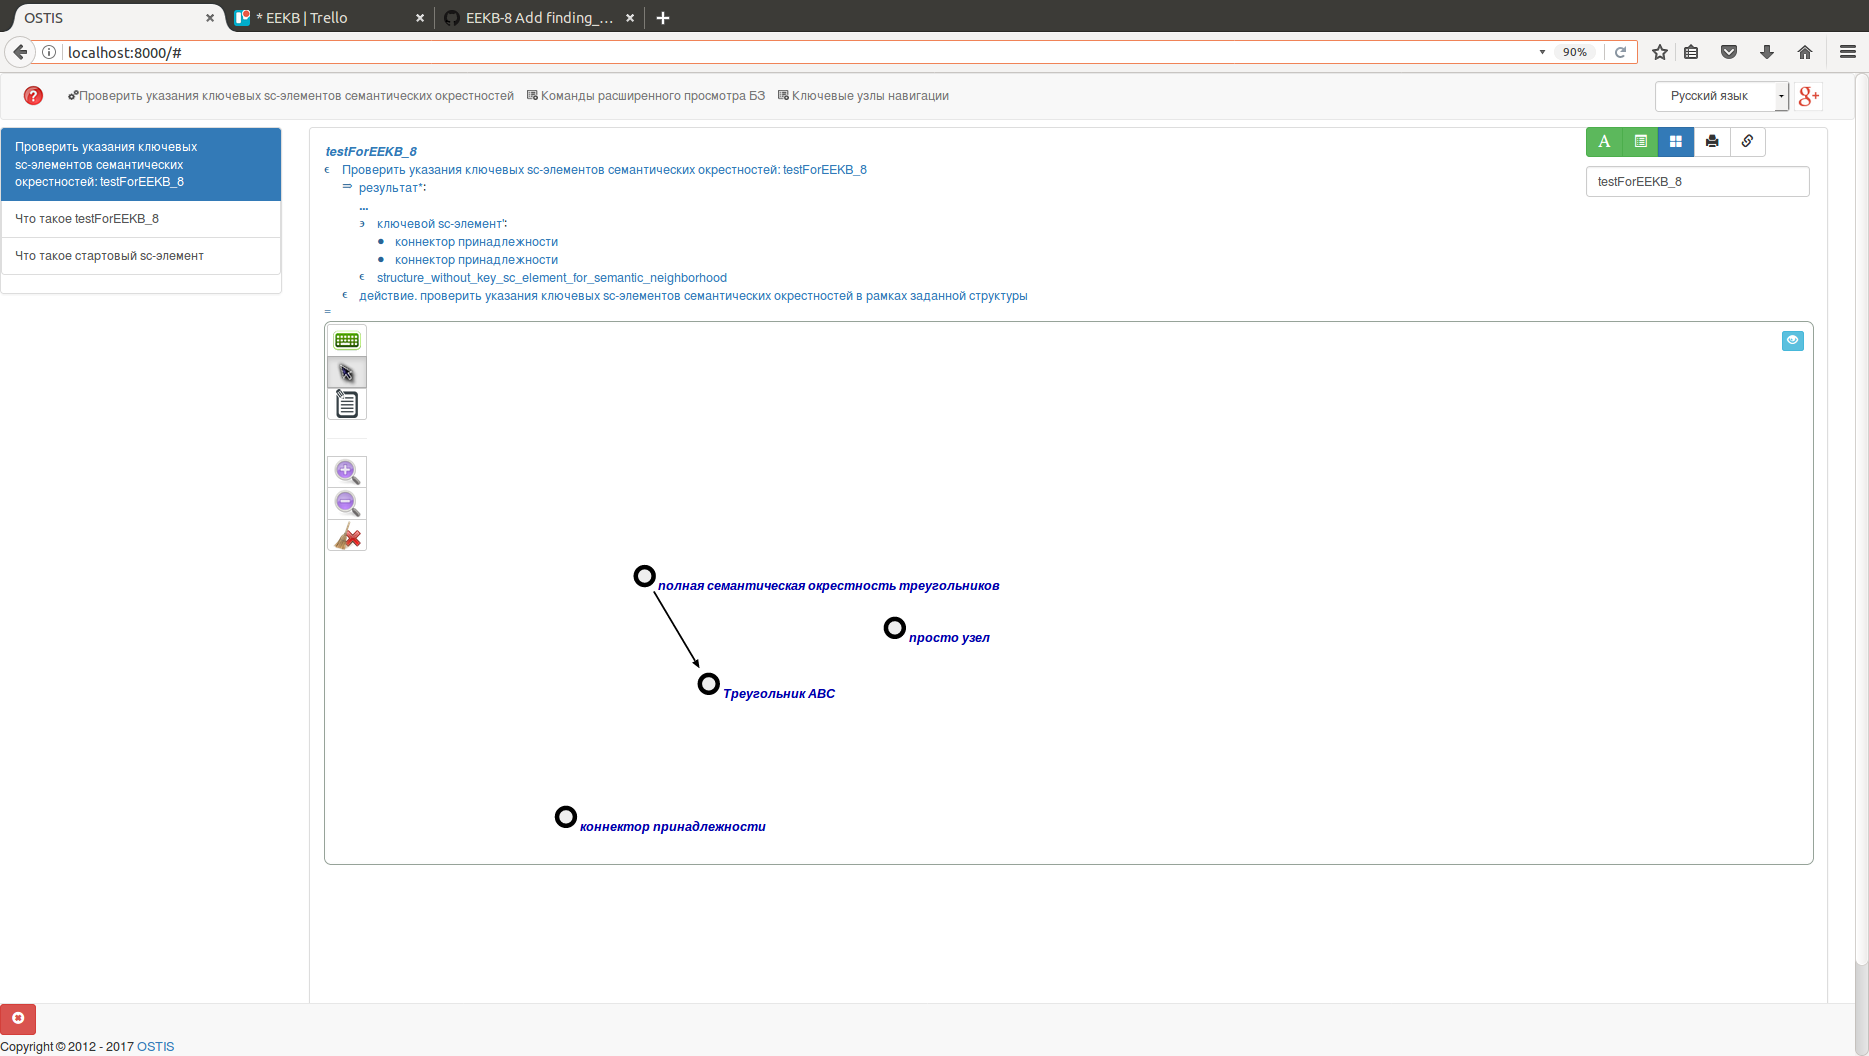 OSTIS
* EEKB | Trello
EEKB-8 Add finding_...
localhost:8000/#
90%
Проверить указания ключевых sc-элементов семантических окрестностей
Команды расширенного просмотра БЗ
Ключевые узлы навигации
Русский язык
g+
Проверить указания ключевых
sc-элементов семантических
окрестностей: testForEEKB_8
Что такое testForEEKB_8
Что такое стартовый sc-элемент
testForEEKB_8
A
testForEEKB_8
є Проверить указания ключевых sc-элементов семантических окрестностей: testForEEKB_8
⇒ результат*:
...
э ключевой sc-элемент':
● коннектор принадлежности
● коннектор принадлежности
є structure_without_key_sc_element_for_semantic_neighborhood
є действие. проверить указания ключевых sc-элементов семантических окрестностей в рамках заданной структуры
=
полная семантическая окрестность треугольников
просто узел
Треугольник ABC
коннектор принадлежности
Copyright © 2012 - 2017 OSTIS